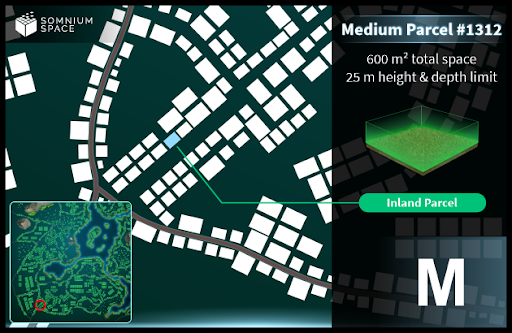 SOMNIUM
SPACE
Medium Parcel #1312
600 m² total space
25 m height & depth limit
Inland Parcel
M